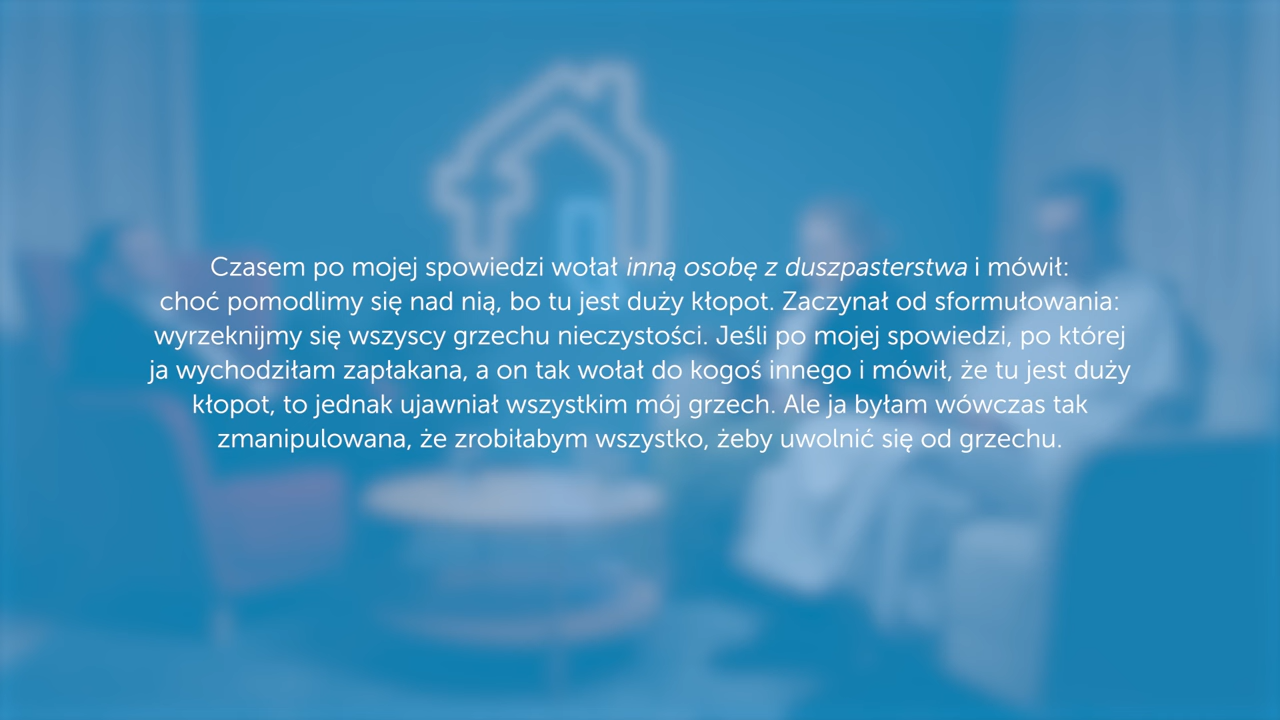 Czasem po mojej spowiedzi wołał inną osobę z duszpasterstwa i mówił:
choć pomodlimy się nad nią, bo tu jest duży kłopot. Zaczynał od sformułowania:
wyrzeknijmy się wszyscy grzechu nieczystości. Jeśli po mojej spowiedzi, po której
ja wychodziłam zapłakana, a on tak wołał do kogoś innego i mówił, że tu jest duży
kłopot, to jednak ujawniał wszystkim mój grzech. Ale ja byłam wówczas tak
zmanipulowana, że zrobiłabym wszystko, żeby uwolnić się od grzechu.